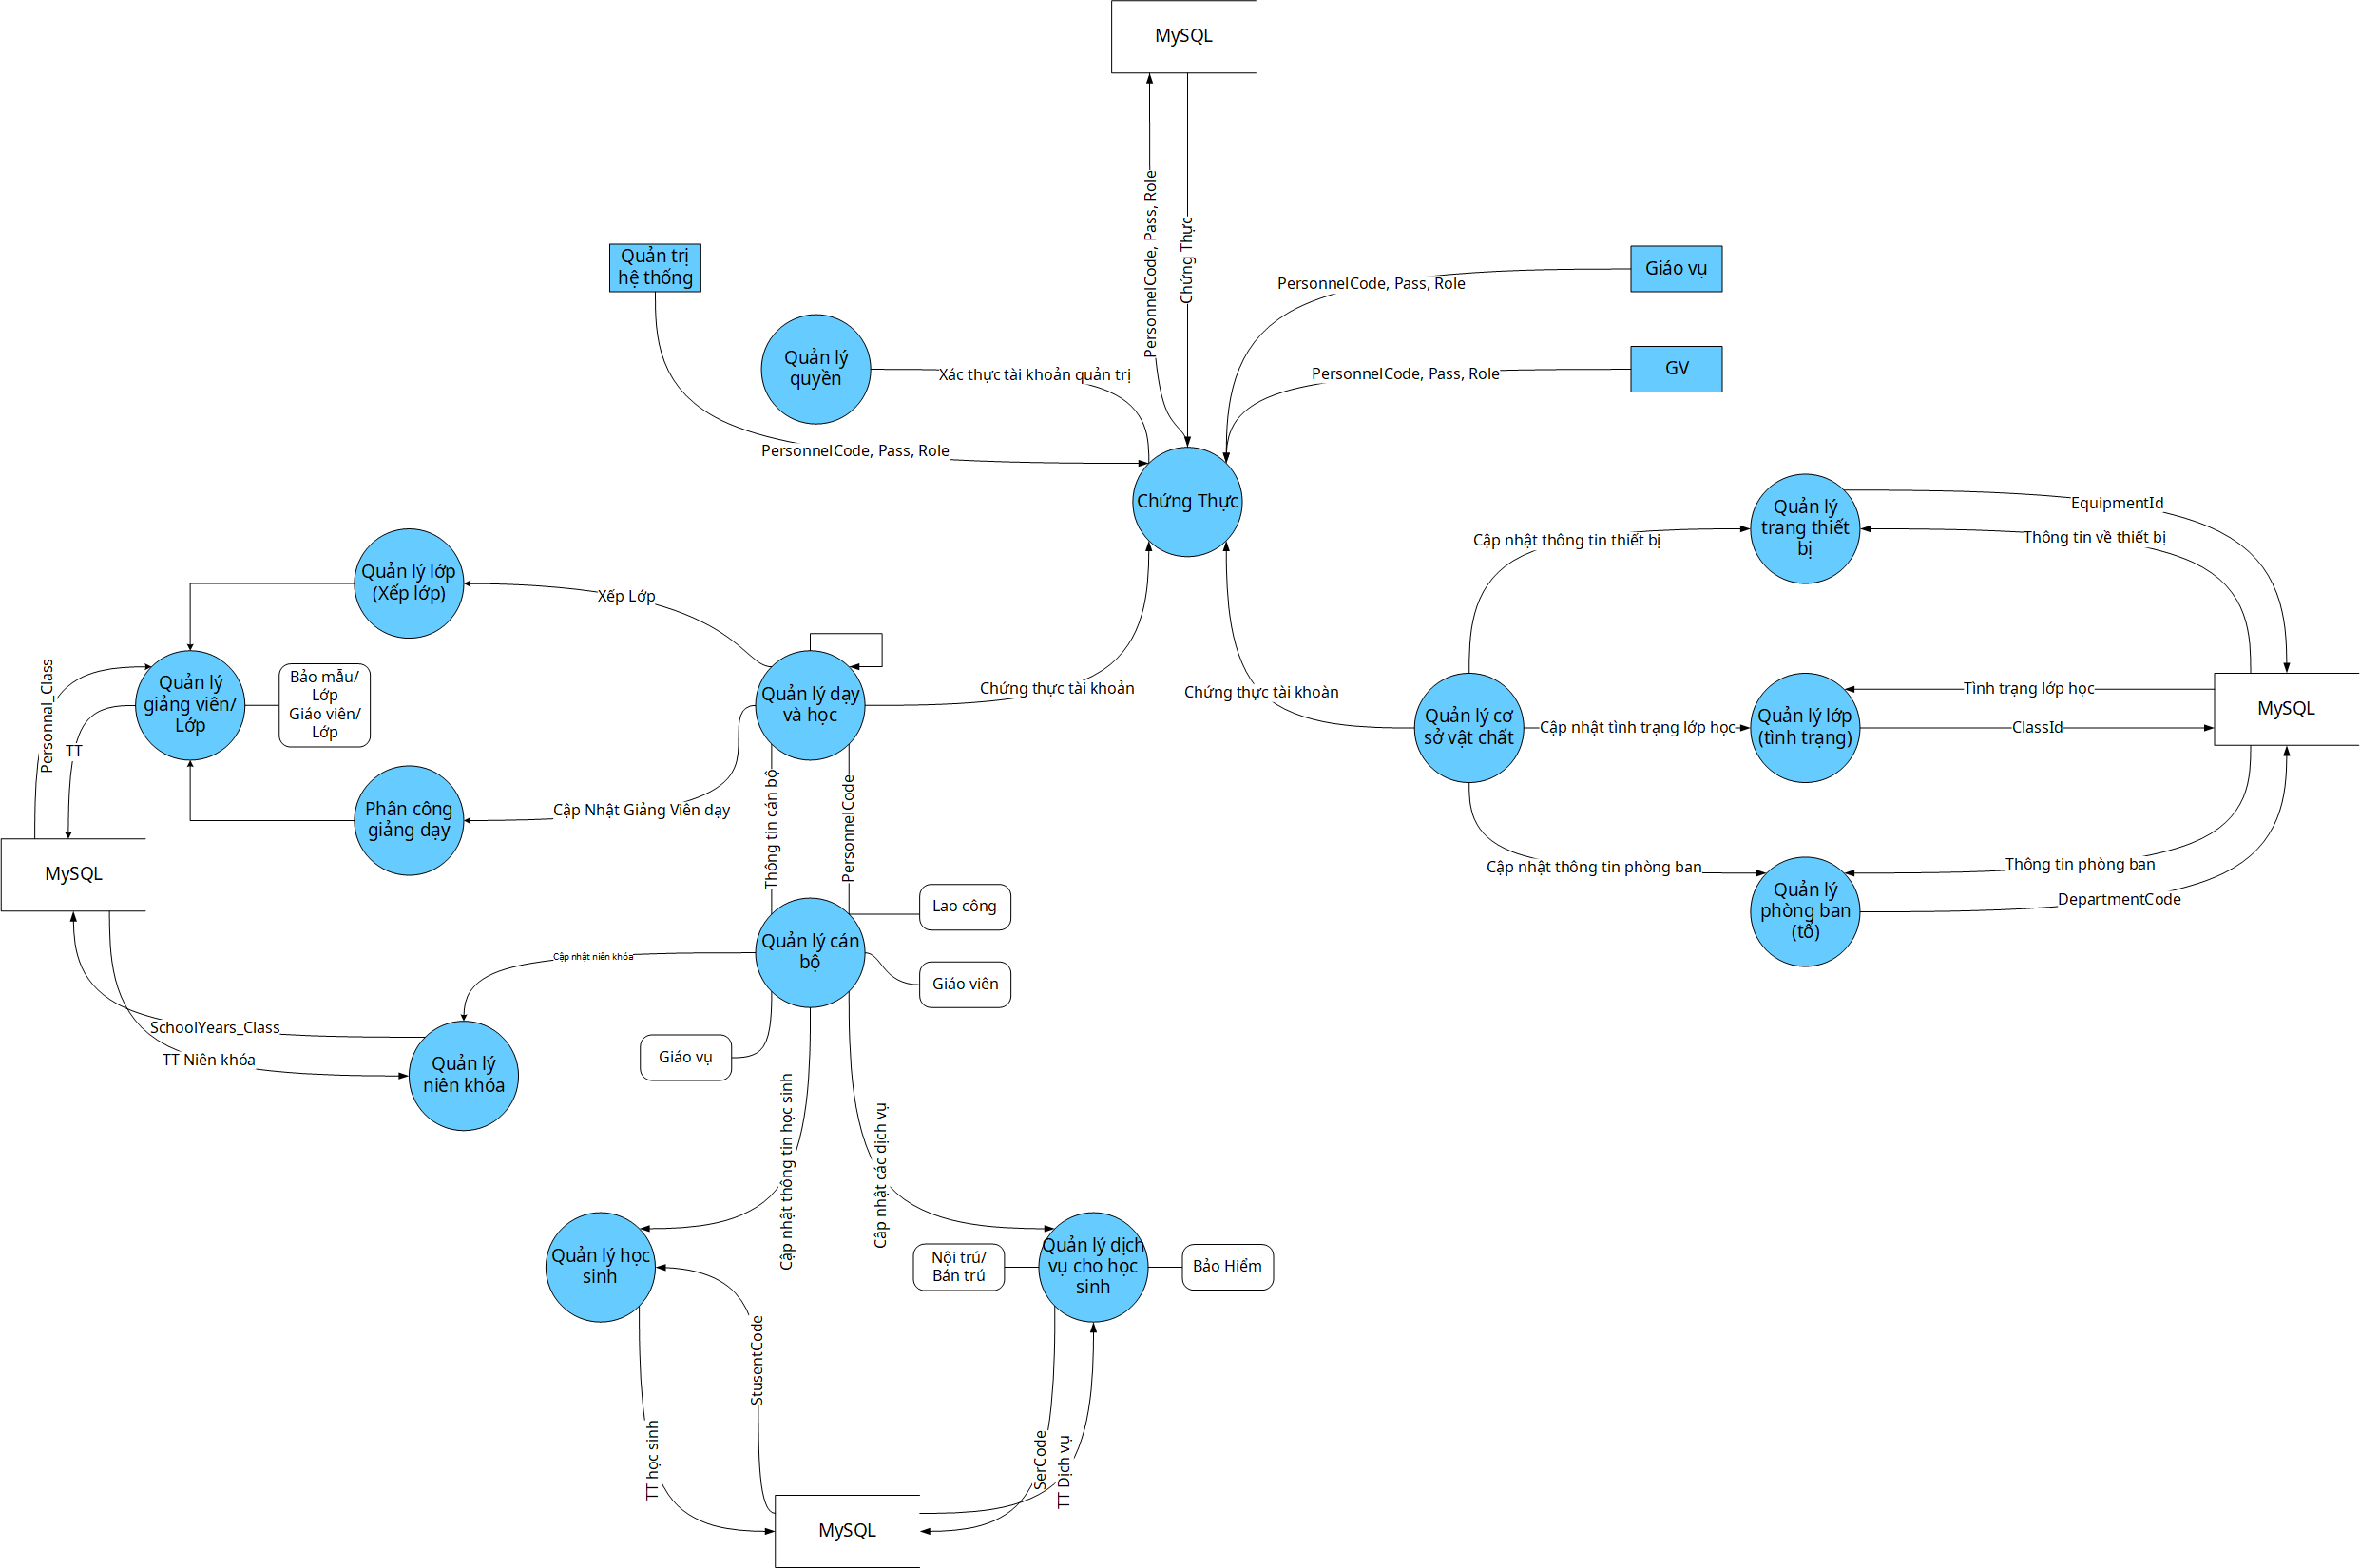 MySQL
PersonnelCode, Pass, Role
Chứng Thực
Quản trị
hệ thống
Giáo vụ
PersonnelCode, Pass, Role
Quản lý
quyền
Xác thực tài khoản quản trị
GV
PersonnelCode, Pass, Role
PersonnelCode, Pass, Role
Chứng Thực
Quản lý
trang thiết
bị
EquipmentId
Thông tin về thiết bị
Cập nhật thông tin thiết bị
Quản lý lớp
(Xếp lớp)
Xếp Lớp
Personnal_Class
TT
Quản lý
giảng viên/
Lớp
Bảo mẫu/
Lớp
Giáo viên/
Lớp
Quản lý dạy
và học
Chứng thực tài khoản
Chứng thực tài khoàn
Quản lý cơ
sở vật chất
Cập nhật tình trạng lớp học
Quản lý lớp
(tình trạng)
Tình trạng lớp học
ClassId
MySQL
Phân công
giảng dạy
Cập Nhật Giảng Viên dạy
Thông tin cán bộ
PersonnelCode
MySQL
Cập nhật thông tin phòng ban
Quản lý
phòng ban
(tổ)
Thông tin phòng ban
DepartmentCode
Lao công
Quản lý cán
bộ
Cập nhật niên khóa
Giáo viên
Giáo vụ
SchoolYears_Class
TT Niên khóa
Quản lý
niên khóa
Cập nhật thông tin học sinh
Câp nhật các dịch vụ
Quản lý học
sinh
Nội trú/
Bán trú
Quản lý dịch
vụ cho học
sinh
Bảo Hiểm
StusentCode
TT học sinh
SerCode
TT Dịch vụ
MySQL